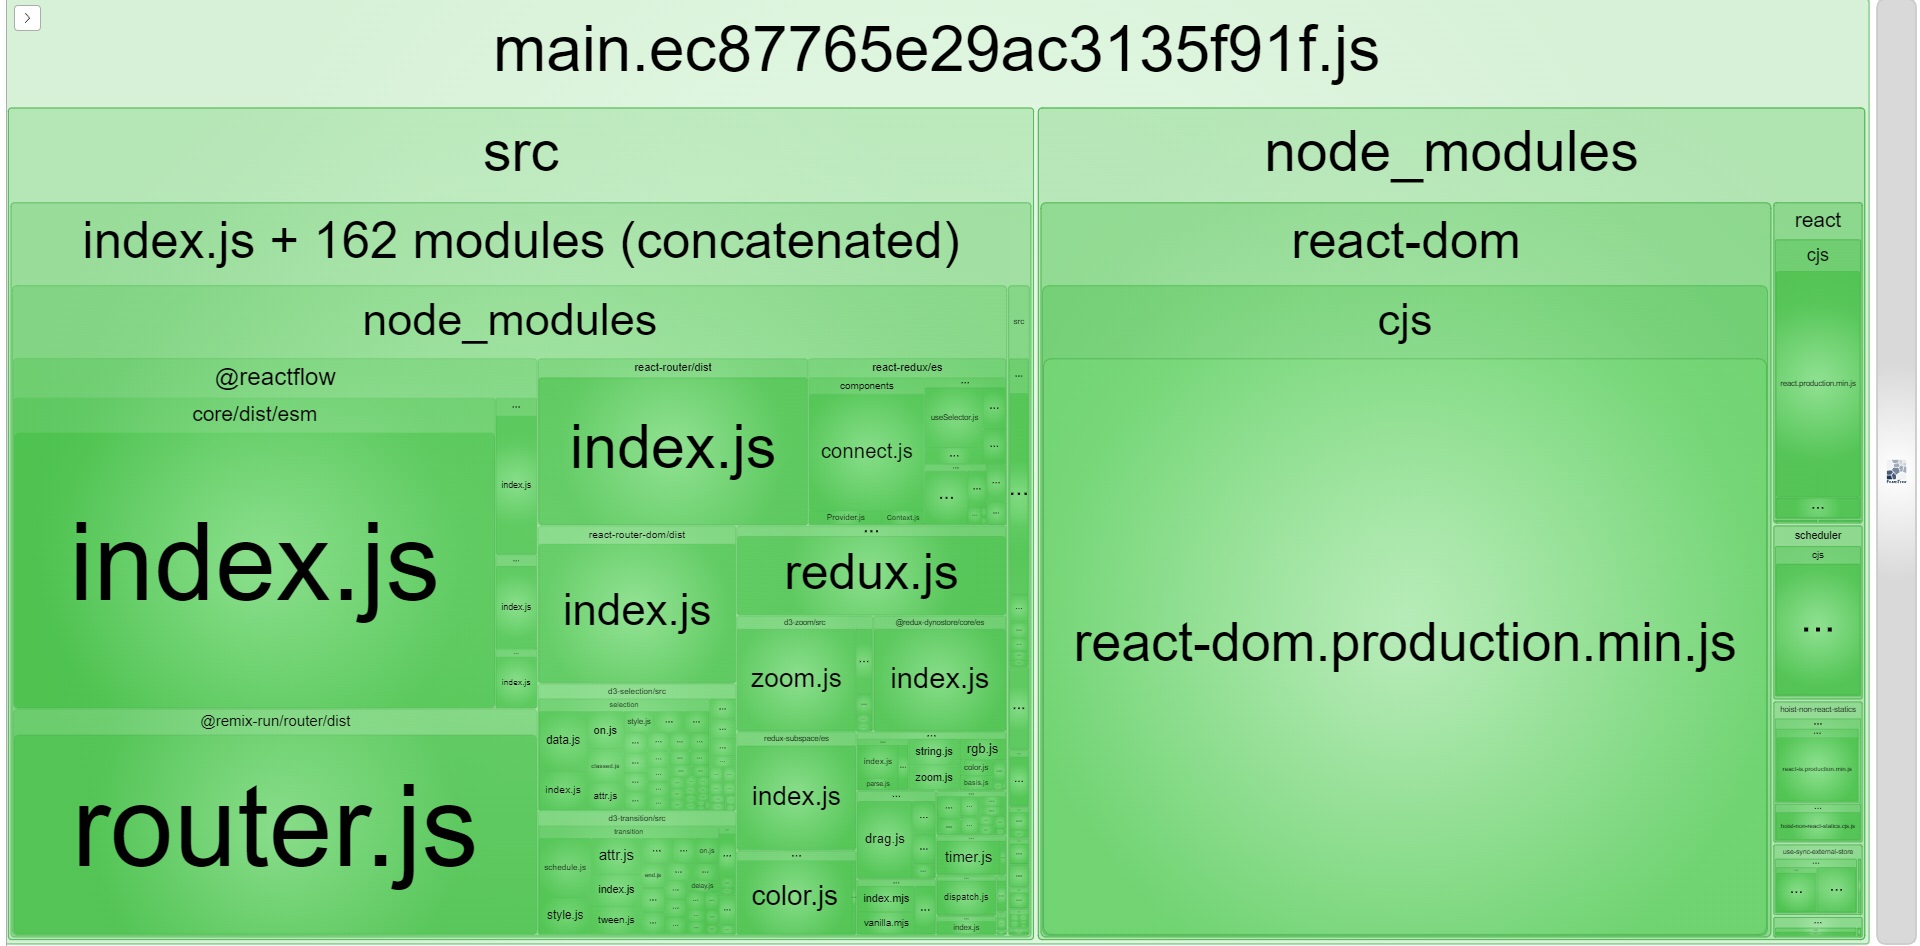 main.ec87765e29ac3135f91f.js
src
node_modules
index.js + 162 modules (concatenated)
react-dom
react
cjs
node_modules
src
cjs
react.production.min.js
...
@reactflow
core/dist/esm
index.js
...
index.js
...
index.js
...
index.js
@remix-run/router/dist
router.js
react-router/dist
index.js
react-redux/es
components
connect.js
Provider.js
Context.js
...
useSelector.js
...
react-router-dom/dist
index.js
...
redux.js
d3-zoom/src
zoom.js
...
@redux-dynostore/core/es
index.js
d3-selection/src
selection
data.js
on.js
style.js
classed.js
index.js
attr.js
...
d3-transition/src
transition
schedule.js
attr.js
on.js
end.js
index.js
delay.js
style.js
tween.js
...
redux-subspace/es
index.js
...
color.js
...
index.js
parse.js
string.js
zoom.js
rgb.js
color.js
basis.js
...
drag.js
...
timer.js
...
index.mjs
vanilla.mjs
...
dispatch.js
...
index.js
react-dom.production.min.js
scheduler
cjs
...
hoist-non-react-statics
...
...
react-is.production.min.js
...
hoist-non-react-statics.cjs.js
use-sync-external-store
...
...
...
...